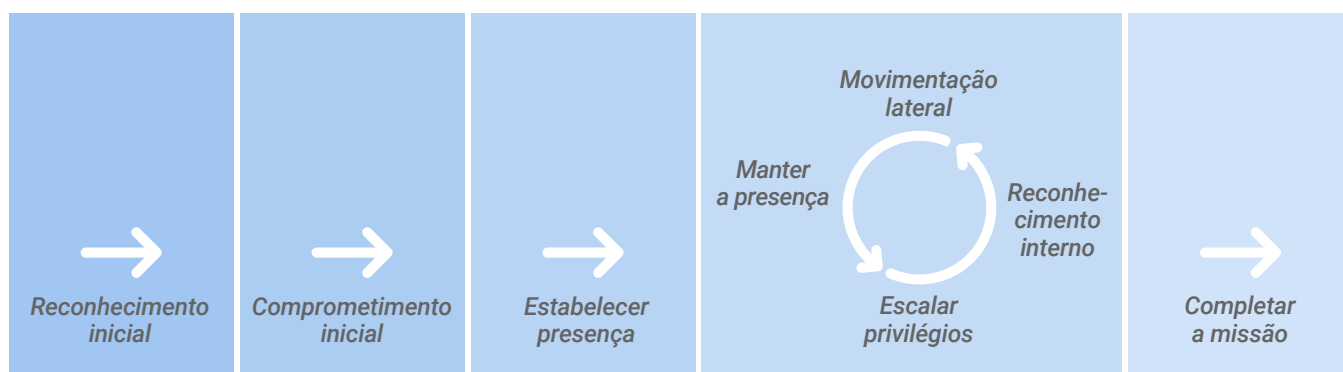 Reconhecimento
inicial
Comprometimento
inicial
Estabelecer
presença
Movimentação
lateral
Manter
a presença
Reconhe-
cimento
interno
Escalar
privilégios
Completar
a missão